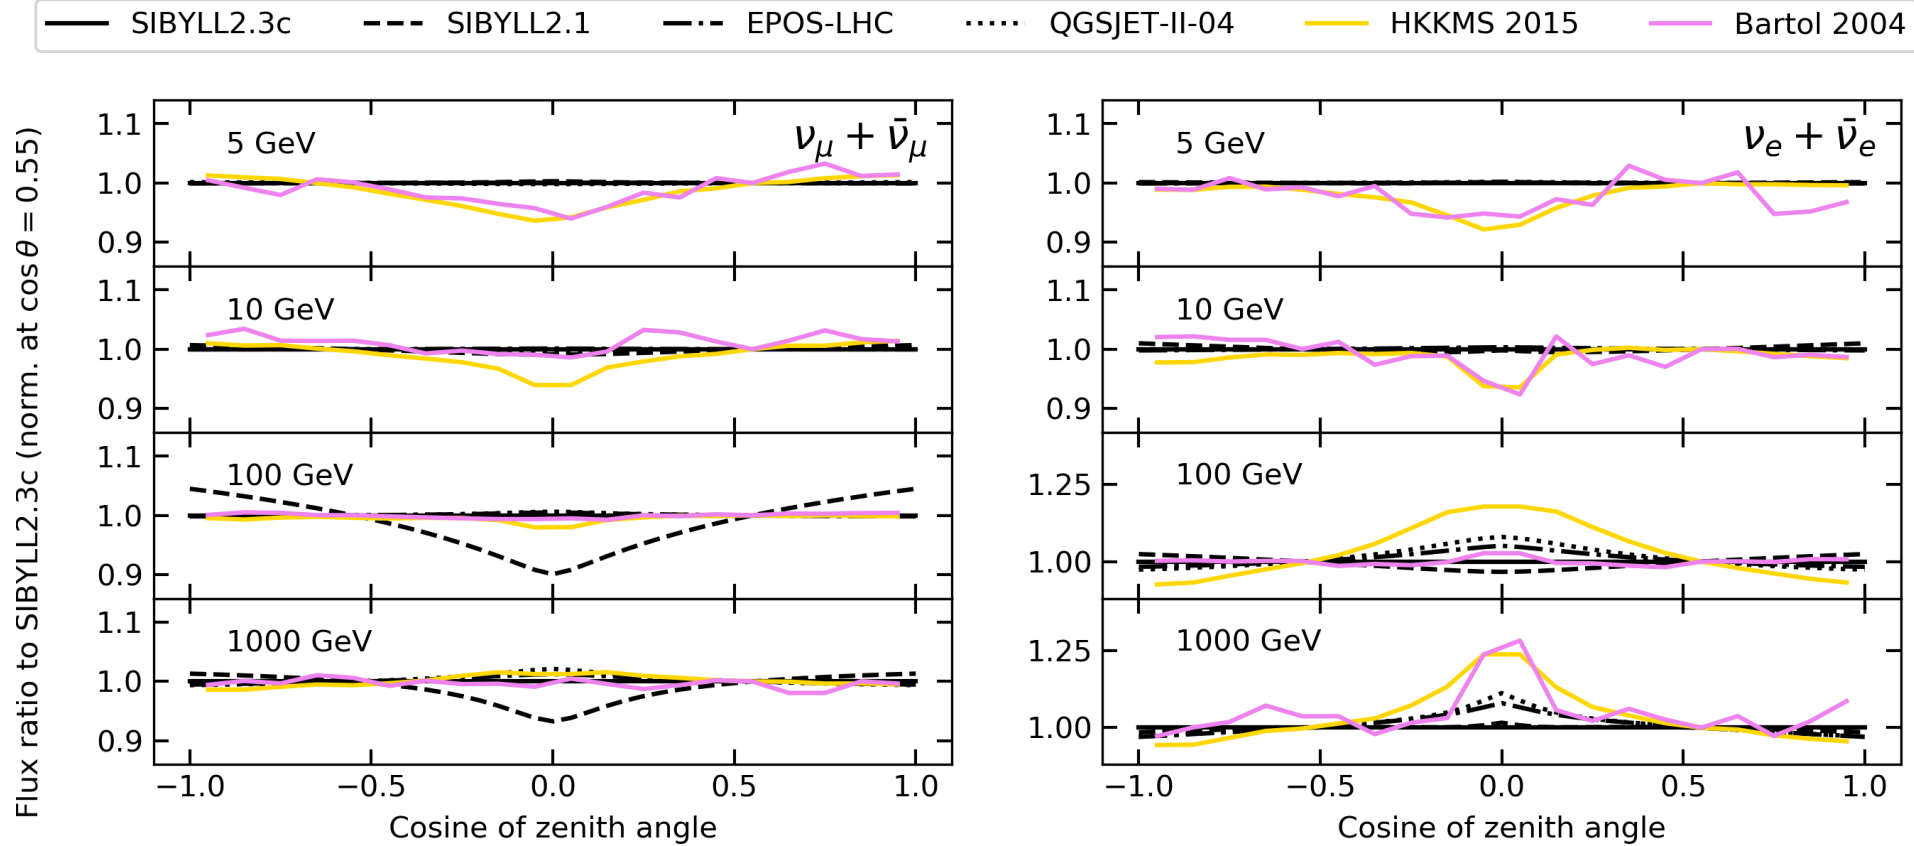 SIBYLL2.3c SIBYLL2.1 EPOS-LHC QGSJET-II-04 HKKMS 2015 Bartol 2004
Flux ratio to SIBYLL2.3c (norm. at cos θ = 0.55)
1.1
1.0
0.9
5 GeV
νμ + ν̄μ
1.1
1.0
0.9
10 GeV
1.1
1.0
0.9
100 GeV
1.1
1.0
0.9
1000 GeV
−1.0 −0.5 0.0 0.5 1.0
Cosine of zenith angle
1.1
1.0
0.9
5 GeV
νe + ν̄e
1.1
1.0
0.9
10 GeV
1.25
1.00
100 GeV
1.25
1.00
1000 GeV
−1.0 −0.5 0.0 0.5 1.0
Cosine of zenith angle